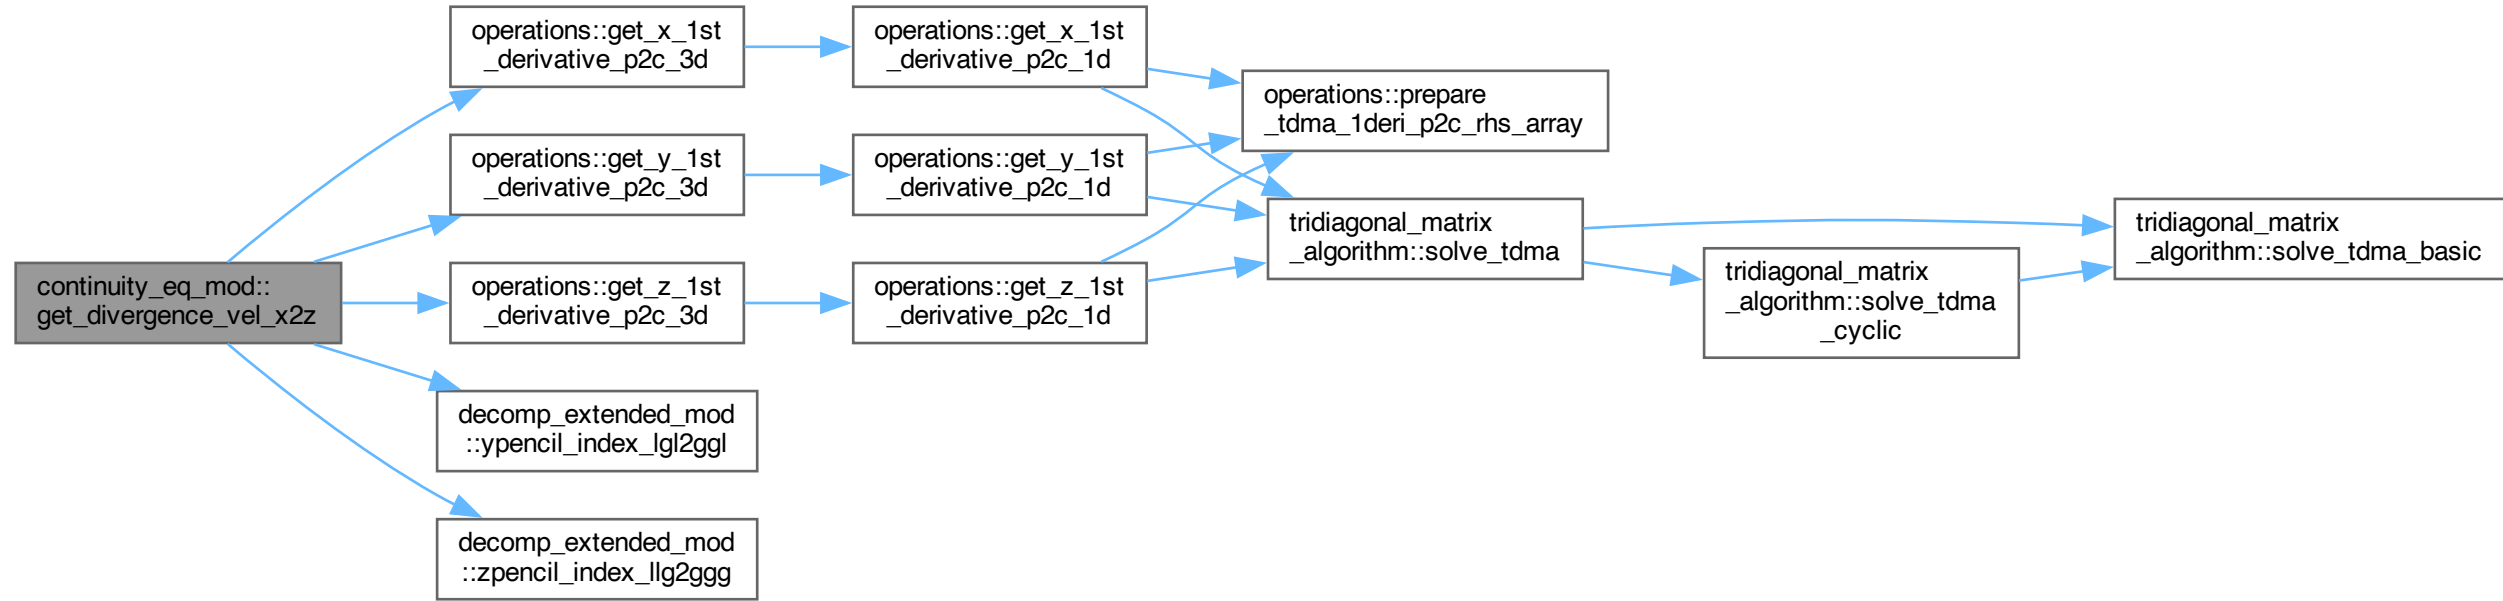 operations::get_x_1st
_derivative_p2c_3d
operations::get_x_1st
_derivative_p2c_1d
operations::prepare
_tdma_1deri_p2c_rhs_array
operations::get_y_1st
_derivative_p2c_3d
operations::get_y_1st
_derivative_p2c_1d
tridiagonal_matrix
_algorithm::solve_tdma
tridiagonal_matrix
_algorithm::solve_tdma_basic
continuity_eq_mod::
get_divergence_vel_x2z
operations::get_z_1st
_derivative_p2c_3d
operations::get_z_1st
_derivative_p2c_1d
tridiagonal_matrix
_algorithm::solve_tdma
_cyclic
decomp_extended_mod
::ypencil_index_lgl2ggl
decomp_extended_mod
::zpencil_index_llg2ggg